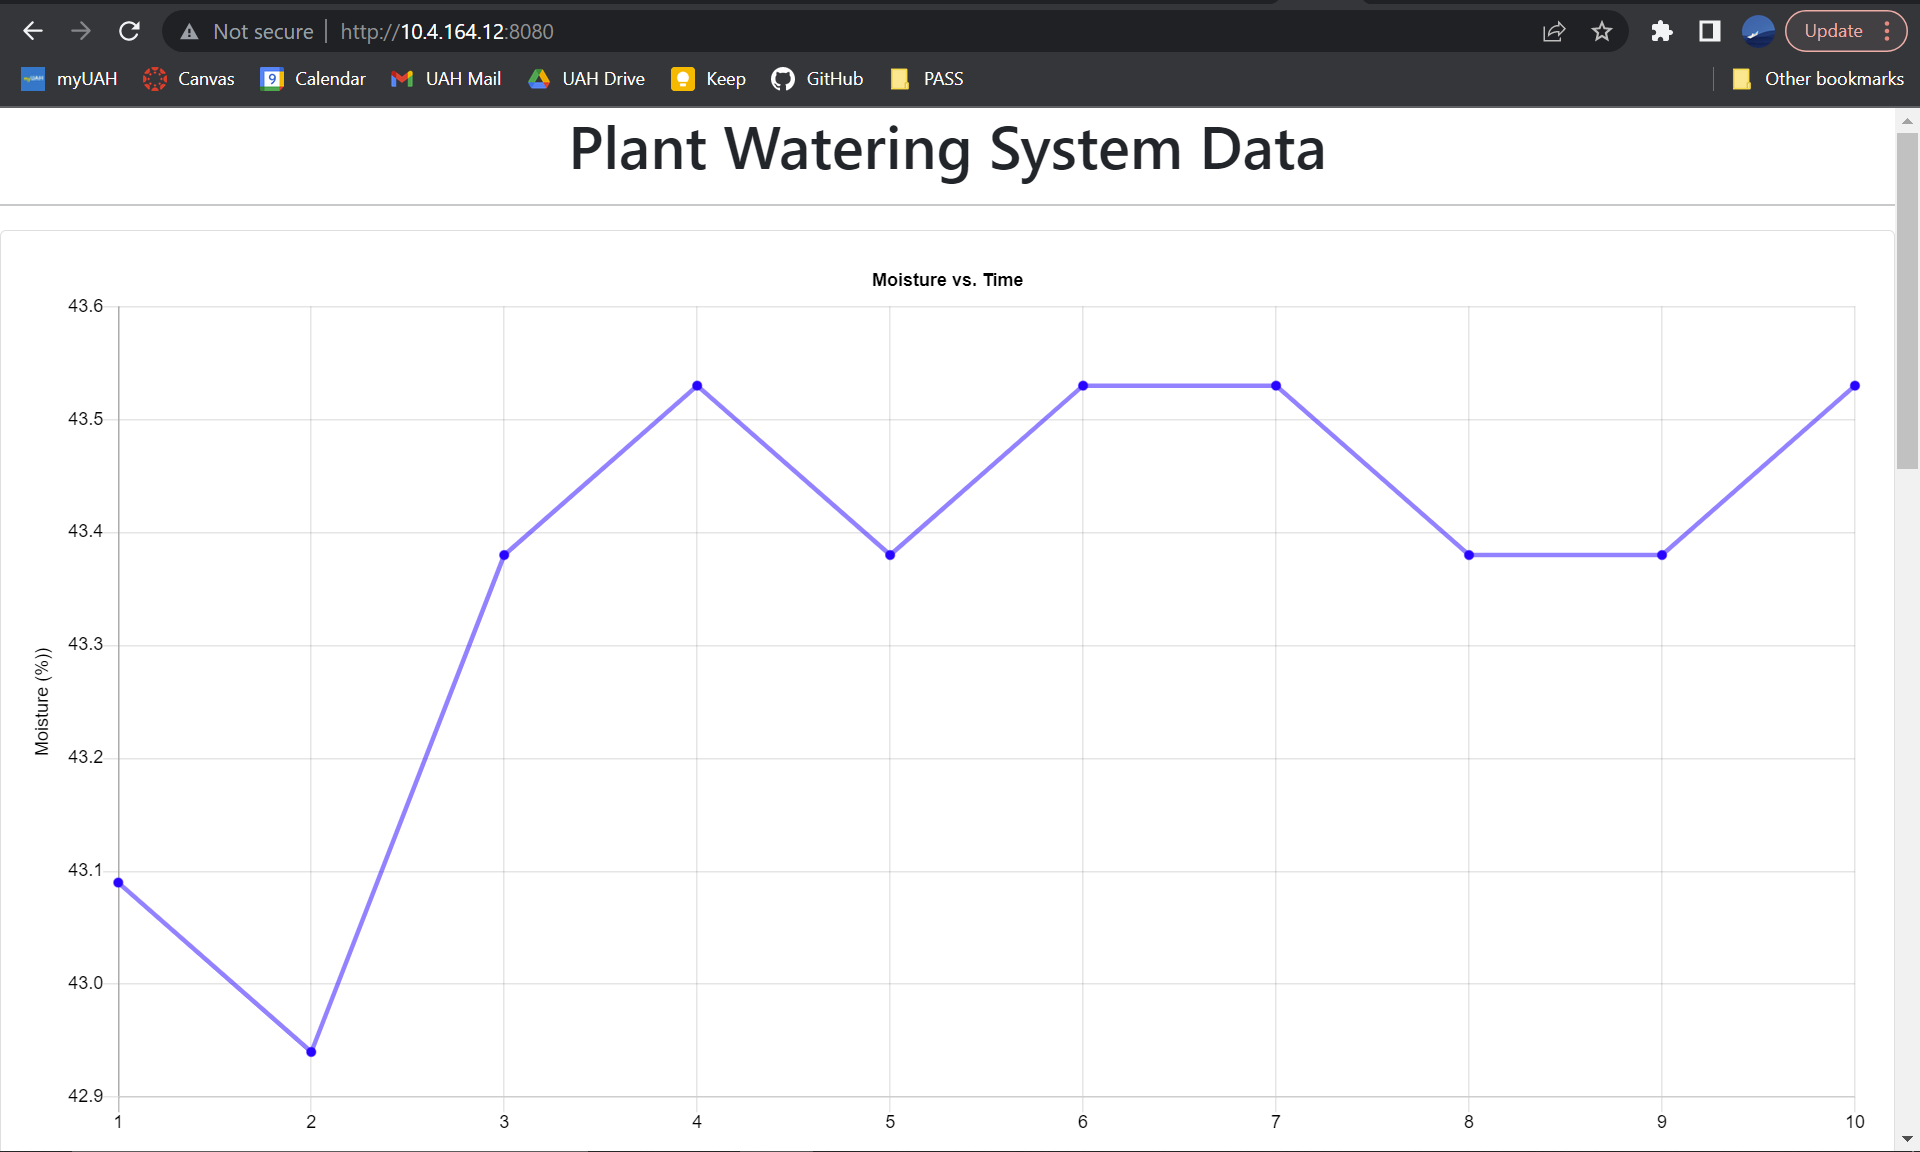 Not secure http://10.4.164.12:8080 Update
myUAH Canvas 9 Calendar UAH Mail UAH Drive Keep GitHub PASS Other bookmarks
Plant Watering System Data
Moisture vs. Time
43.6
43.5
43.4
43.3
43.2
43.1
43.0
42.9
Moisture (%))
1 2 3 4 5 6 7 8 9 10